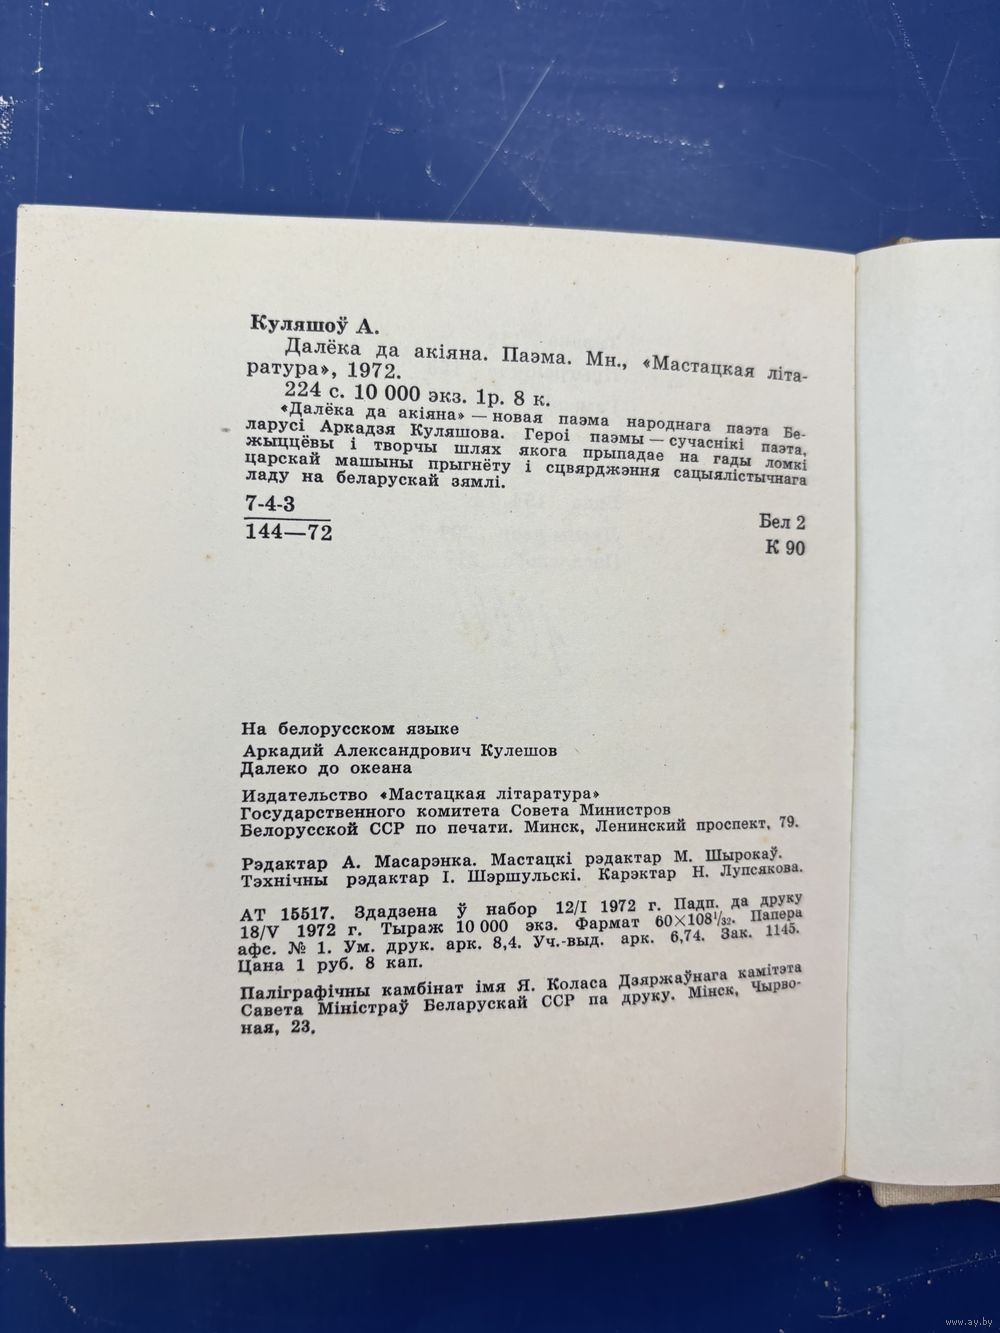 Куляшоў А.
Далёка да акіяна. Паэма. Мн., «Мастацкая літа-
ратура», 1972.
224 с. 10 000 экз. 1р. 8 к.
«Далёка да акіяна» — новая паэма народнага паэта Бе-
ларусі Аркадзя Куляшова. Героі паэмы — сучаснікі паэта,
жыццёвы і творчы шлях якога прыпадае на гады ломкі
царскай машыны прыгнёту і сцвярджэння сацыялістычнага
ладу на беларускай зямлі.
7-4-3
144—72
Бел 2
К 90
На белорусском языке
Аркадий Александрович Кулешов
Далеко до океана
Издательство «Мастацкая літаратура»
Государственного комитета Совета Министров
Белорусской ССР по печати. Минск, Ленинский проспект, 79.
Рэдактар А. Масарэнка. Мастацкі рэдактар М. Шырокаў.
Тэхнічны рэдактар І. Шэршульскі. Карэктар Н. Лупсякова.
АТ 15517. Здадзена ў набор 12/I 1972 г. Падп. да друку
18/V 1972 г. Тыраж 10 000 экз. Фармат 60×108¹/₃₂. Папера
афс. № 1. Ум. друк. арк. 8,4. Уч.-выд. арк. 6,74. Зак. 1145.
Цана 1 руб. 8 кап.
Паліграфічны камбінат імя Я. Коласа Дзяржаўнага камітэта
Савета Міністраў Беларускай ССР па друку. Мінск, Чырво-
ная, 23.
www.ay.by